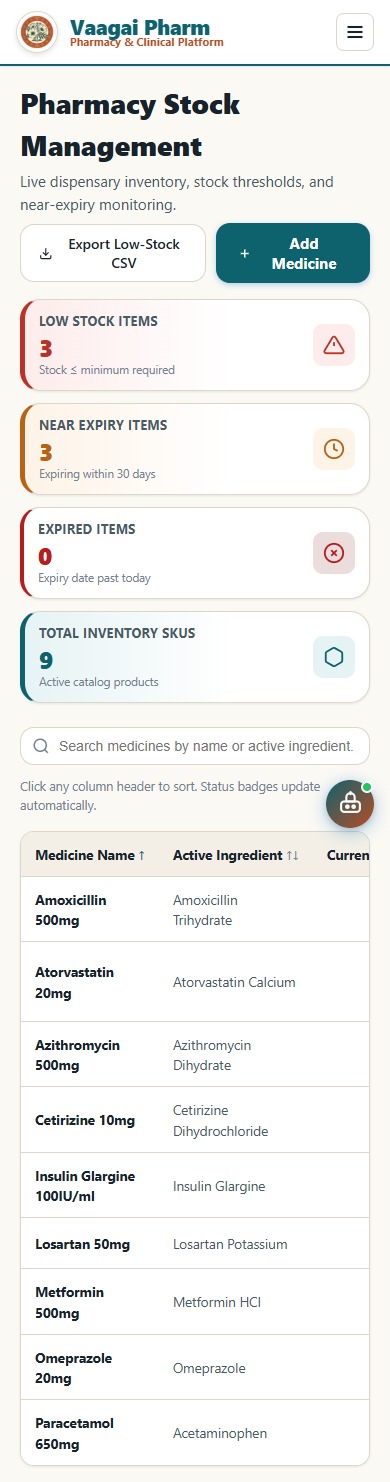 Vaagai Pharm
Pharmacy & Clinical Platform
Pharmacy Stock
Management
Live dispensary inventory, stock thresholds, and
near-expiry monitoring.
Export Low-Stock
CSV
+ Add
Medicine
LOW STOCK ITEMS
3
Stock ≤ minimum required
NEAR EXPIRY ITEMS
3
Expiring within 30 days
EXPIRED ITEMS
0
Expiry date past today
TOTAL INVENTORY SKUS
9
Active catalog products
Search medicines by name or active ingredient.
Click any column header to sort. Status badges update
automatically.
Medicine Name ↑ Active Ingredient ↑↓ Curren
Amoxicillin
500mg
Amoxicillin
Trihydrate
Atorvastatin
20mg
Atorvastatin Calcium
Azithromycin
500mg
Azithromycin
Dihydrate
Cetirizine 10mg
Cetirizine
Dihydrochloride
Insulin Glargine
100IU/ml
Insulin Glargine
Losartan 50mg
Losartan Potassium
Metformin
500mg
Metformin HCl
Omeprazole
20mg
Omeprazole
Paracetamol
650mg
Acetaminophen